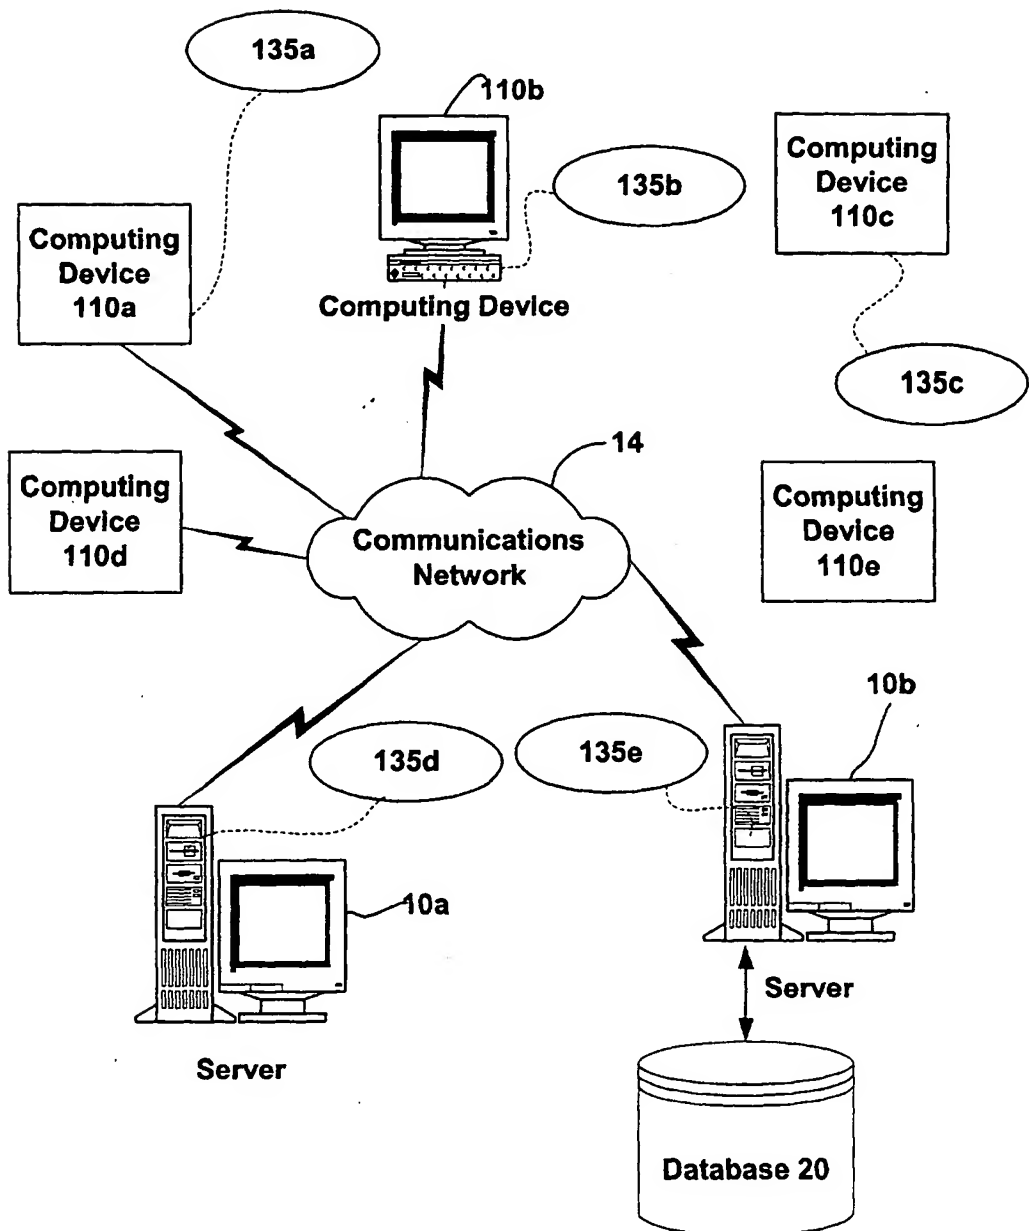 135a
110b
135b
Computing
Device
110c
Computing
Device
110a
Computing Device
135c
14
Computing
Device
110d
Communications
Network
Computing
Device
110e
10b
135d
135e
10a
Server
Server
Database 20